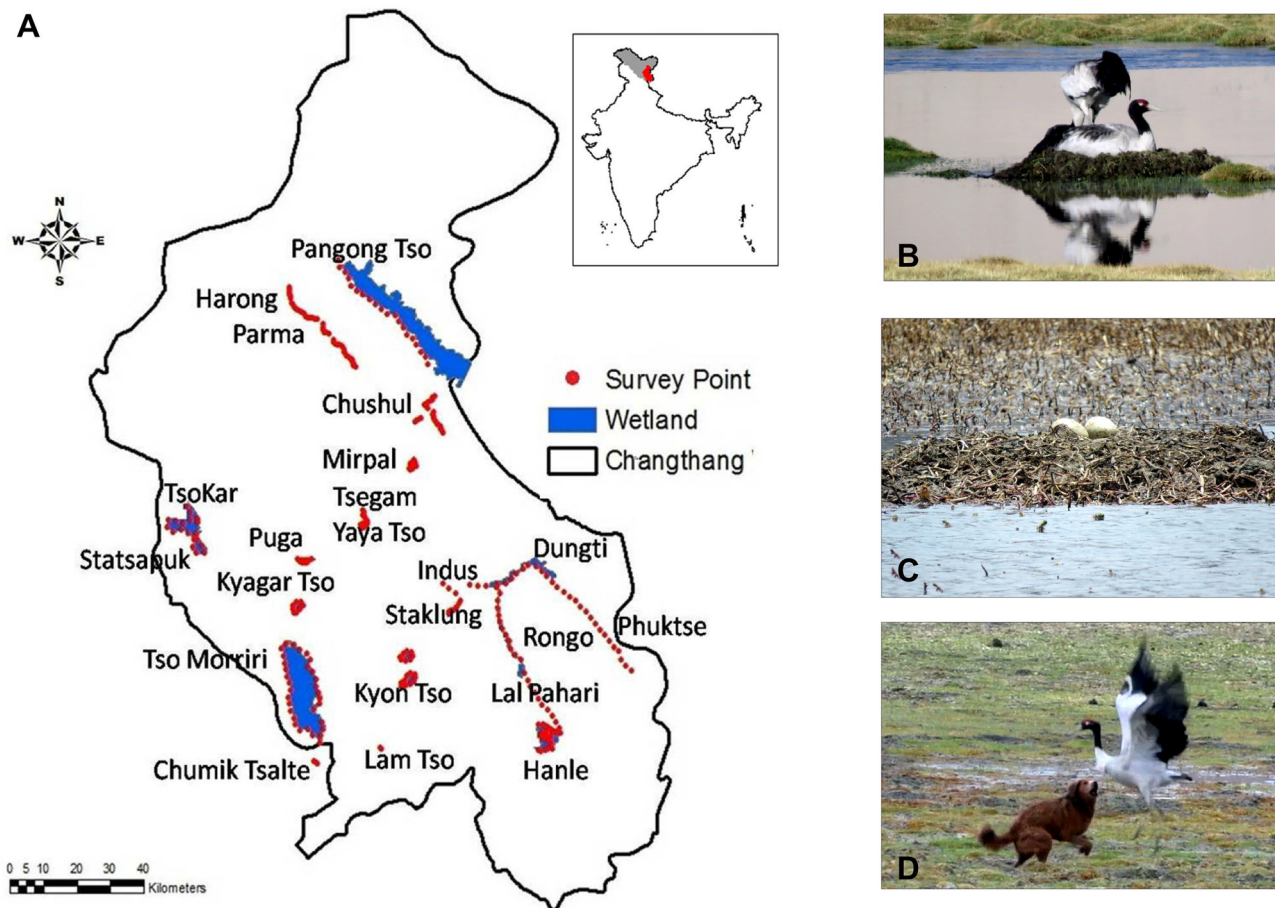 A
N
W E
S
Pangong Tso
Harong
Parma
Chushul
Mirpal
Tsegam
Yaya Tso
TsoKar
Statsapuk
Puga
Kyagar Tso
Indus
Dungti
Staklung
Rongo
Phuktse
Tso Morriri
Kyon Tso
Lal Pahari
Chumik Tsalte
Lam Tso
Hanle
Survey Point
Wetland
Changthang
0 5 10 20 30 40
Kilometers
B
C
D